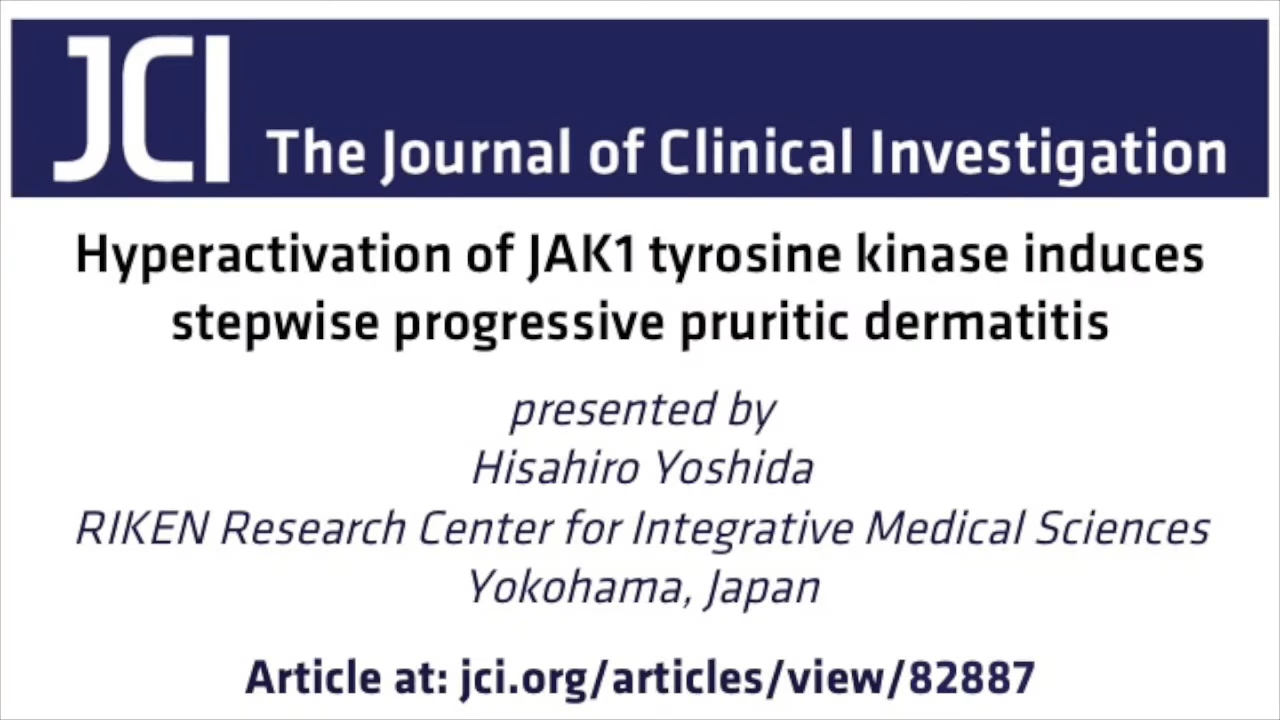 JCI The Journal of Clinical Investigation
Hyperactivation of JAK1 tyrosine kinase induces
stepwise progressive pruritic dermatitis
presented by
Hisahiro Yoshida
RIKEN Research Center for Integrative Medical Sciences
Yokohama, Japan
Article at: jci.org/articles/view/82887